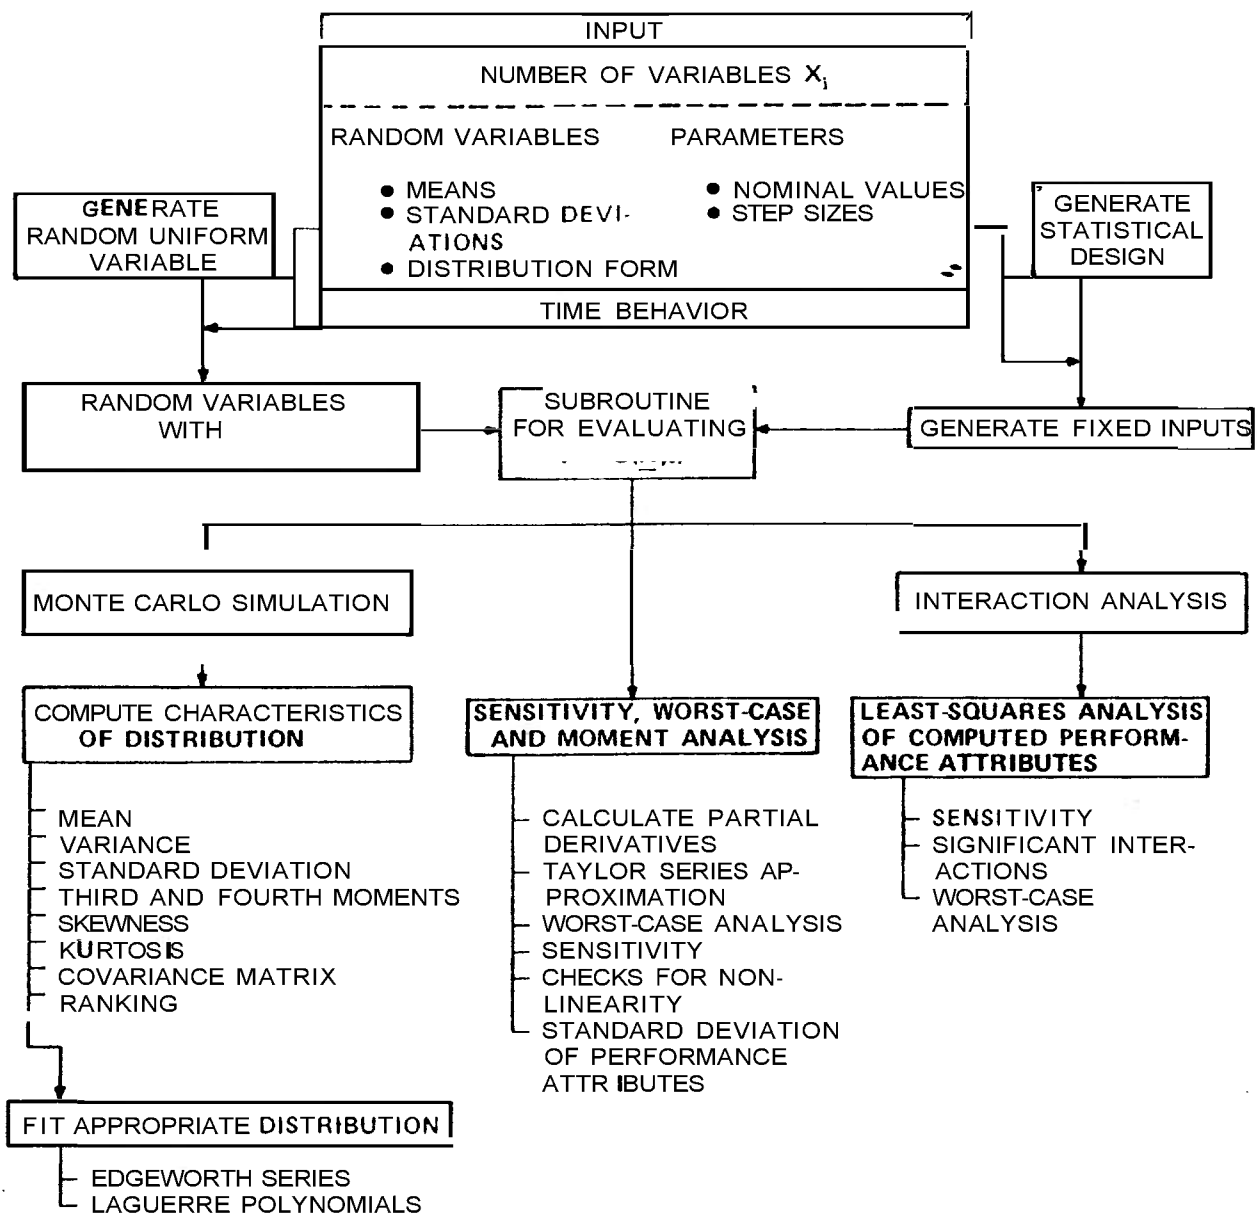 INPUT
NUMBER OF VARIABLES Xi
RANDOM VARIABLES
• MEANS
• STANDARD DEVI-
ATIONS
• DISTRIBUTION FORM
PARAMETERS
• NOMINAL VALUES
• STEP SIZES
TIME BEHAVIOR
GENERATE
RANDOM UNIFORM
VARIABLE
GENERATE
STATISTICAL
DESIGN
RANDOM VARIABLES
WITH
SUBROUTINE
FOR EVALUATING
GENERATE FIXED INPUTS
MONTE CARLO SIMULATION
INTERACTION ANALYSIS
COMPUTE CHARACTERISTICS
OF DISTRIBUTION
MEAN
VARIANCE
STANDARD DEVIATION
THIRD AND FOURTH MOMENTS
SKEWNESS
KURTOSIS
COVARIANCE MATRIX
RANKING
FIT APPROPRIATE DISTRIBUTION
EDGEWORTH SERIES
LAGUERRE POLYNOMIALS
SENSITIVITY, WORST-CASE
AND MOMENT ANALYSIS
CALCULATE PARTIAL
DERIVATIVES
TAYLOR SERIES AP-
PROXIMATION
WORST-CASE ANALYSIS
SENSITIVITY
CHECKS FOR NON-
LINEARITY
STANDARD DEVIATION
OF PERFORMANCE
ATTRIBUTES
LEAST-SQUARES ANALYSIS
OF COMPUTED PERFORM-
ANCE ATTRIBUTES
SENSITIVITY
SIGNIFICANT INTER-
ACTIONS
WORST-CASE
ANALYSIS